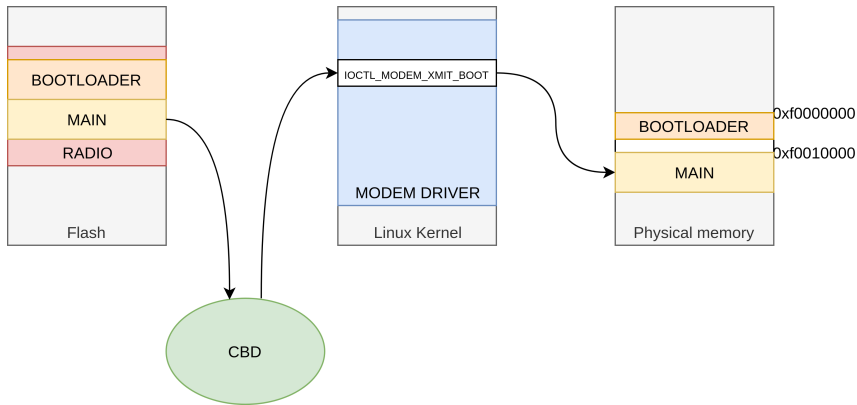 BOOTLOADER
MAIN
RADIO
Flash
IOCTL_MODEM_XMIT_BOOT
MODEM DRIVER
Linux Kernel
0xf0000000
BOOTLOADER
0xf0010000
MAIN
Physical memory
CBD